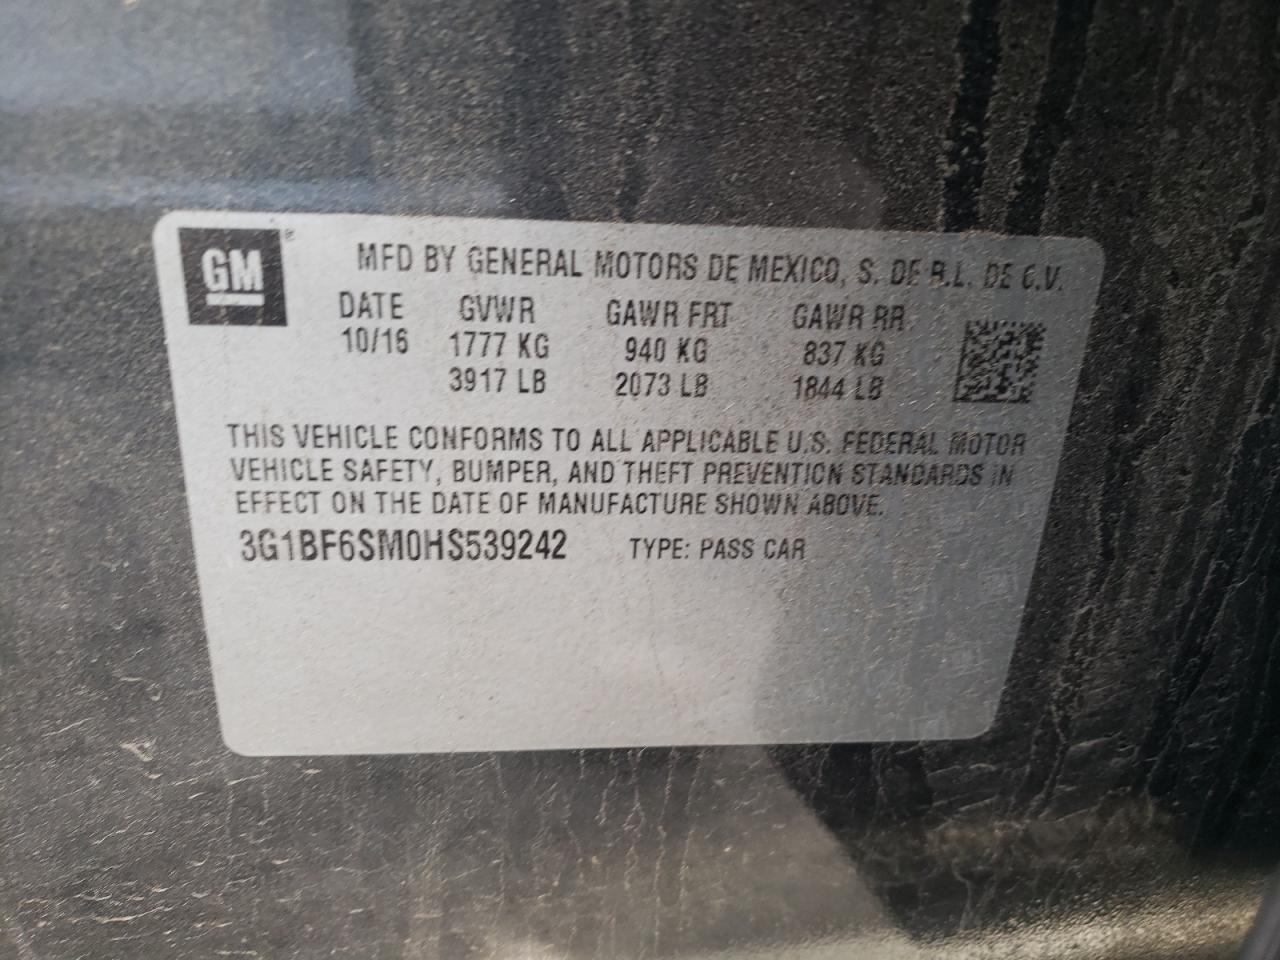 GM ®
MFD BY GENERAL MOTORS DE MEXICO, S. DE R.L. DE C.V.
DATE GVWR GAWR FRT GAWR RR
10/16 1777 KG 940 KG 837 KG
3917 LB 2073 LB 1844 LB
THIS VEHICLE CONFORMS TO ALL APPLICABLE U.S. FEDERAL MOTOR
VEHICLE SAFETY, BUMPER, AND THEFT PREVENTION STANDARDS IN
EFFECT ON THE DATE OF MANUFACTURE SHOWN ABOVE.
3G1BF6SM0HS539242 TYPE: PASS CAR